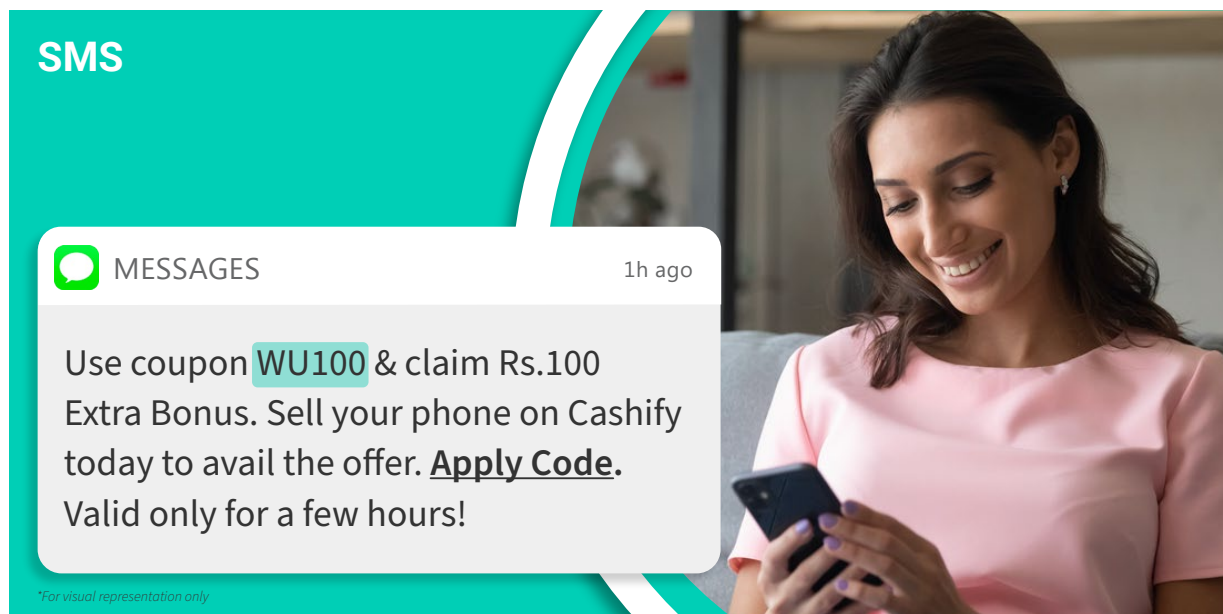 SMS
MESSAGES
1h ago
Use coupon WU100 & claim Rs.100
Extra Bonus. Sell your phone on Cashify
today to avail the offer. Apply Code.
Valid only for a few hours!
*For visual representation only